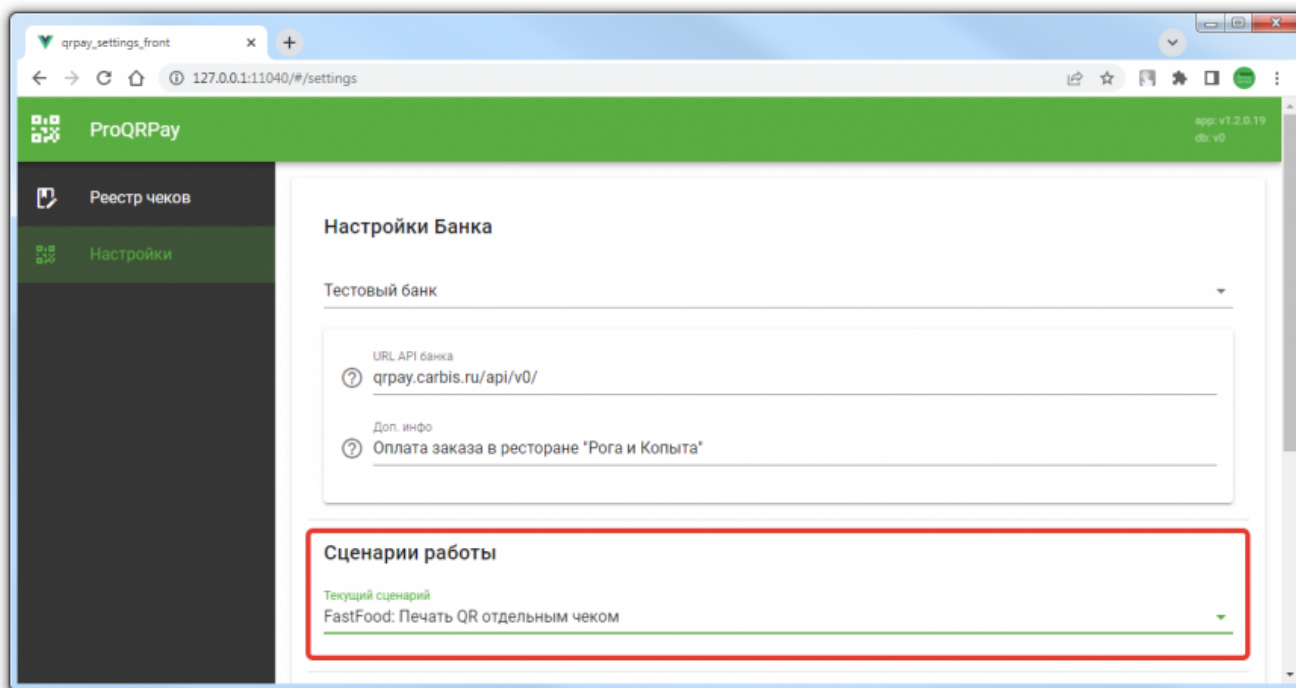 qrpay_settings_front
127.0.0.1:11040/#/settings
ProQRPay
app: v1.2.0.19
db: v0
Реестр чеков
Настройки
Настройки Банка
Тестовый банк
URL API банка
qrpay.carbis.ru/api/v0/
Доп. инфо
Оплата заказа в ресторане "Рога и Копыта"
Сценарии работы
Текущий сценарий
FastFood: Печать QR отдельным чеком